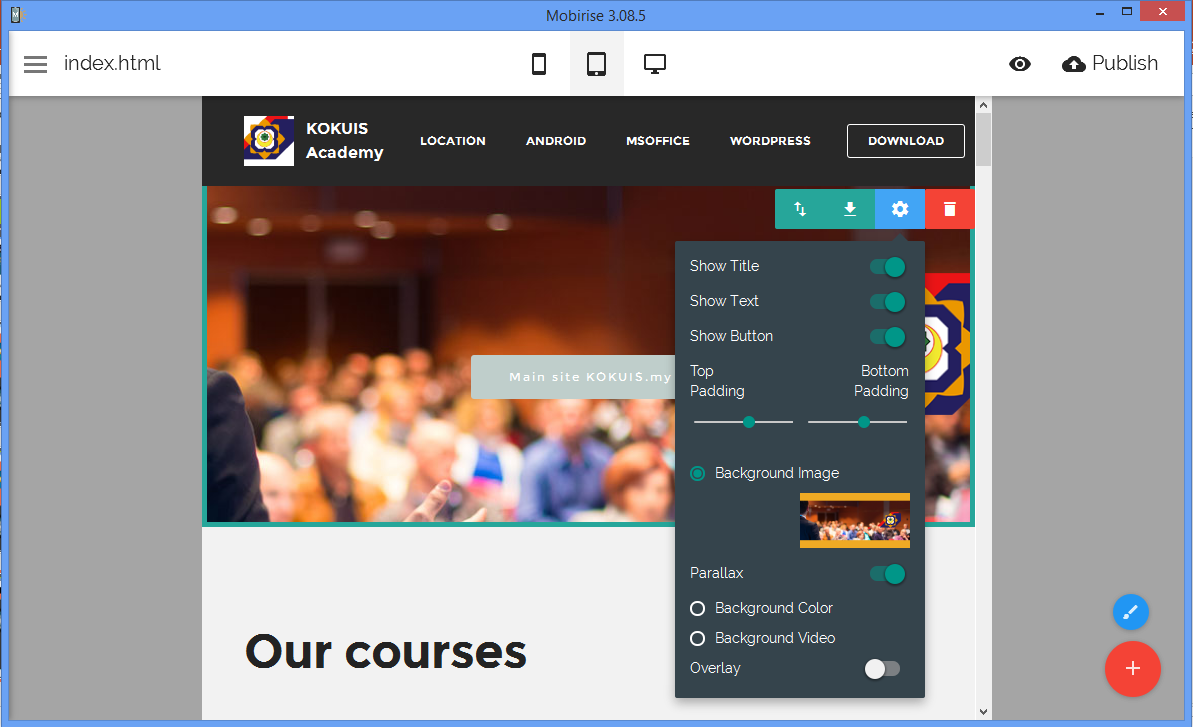 Mobirise 3.08.5
index.html
Publish
KOKUIS
Academy
LOCATION
ANDROID
MSOFFICE
WORDPRESS
DOWNLOAD
Show Title
Show Text
Show Button
Top
Padding
Bottom
Padding
Main site KOKUIS.my
Background Image
Parallax
Background Color
Background Video
Overlay
Our courses